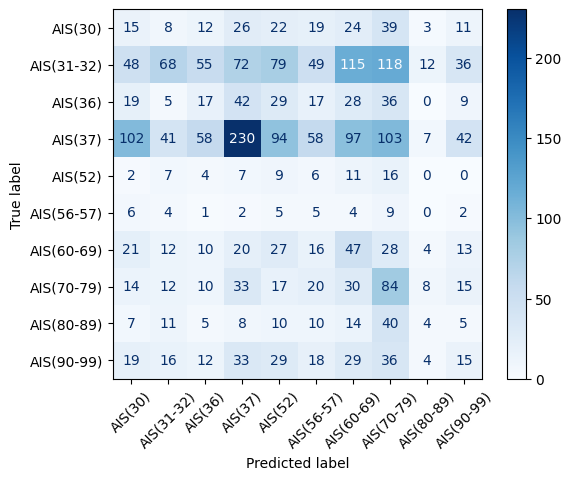 AIS(30) 15 8 12 26 22 19 24 39 3 11
AIS(31-32) 48 68 55 72 79 49 115 118 12 36
AIS(36) 19 5 17 42 29 17 28 36 0 9
AIS(37) 102 41 58 230 94 58 97 103 7 42
AIS(52) 2 7 4 7 9 6 11 16 0 0
AIS(56-57) 6 4 1 2 5 5 4 9 0 2
AIS(60-69) 21 12 10 20 27 16 47 28 4 13
AIS(70-79) 14 12 10 33 17 20 30 84 8 15
AIS(80-89) 7 11 5 8 10 10 14 40 4 5
AIS(90-99) 19 16 12 33 29 18 29 36 4 15
AIS(30) AIS(31-32) AIS(36) AIS(37) AIS(52) AIS(56-57) AIS(60-69) AIS(70-79) AIS(80-89) AIS(90-99)
Predicted label
True label
200
150
100
50
0